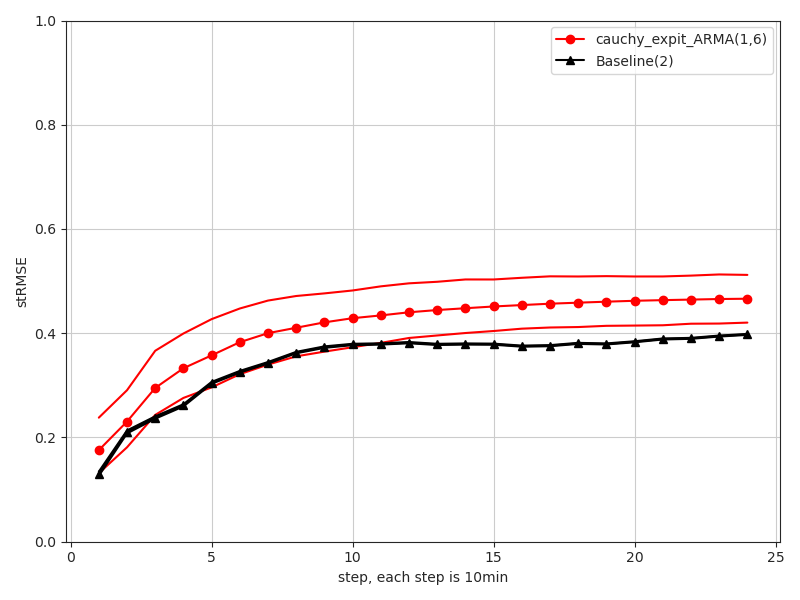 cauchy_expit_ARMA(1,6)
Baseline(2)
stRMSE
1.0
0.8
0.6
0.4
0.2
0.0
0 5 10 15 20 25
step, each step is 10min